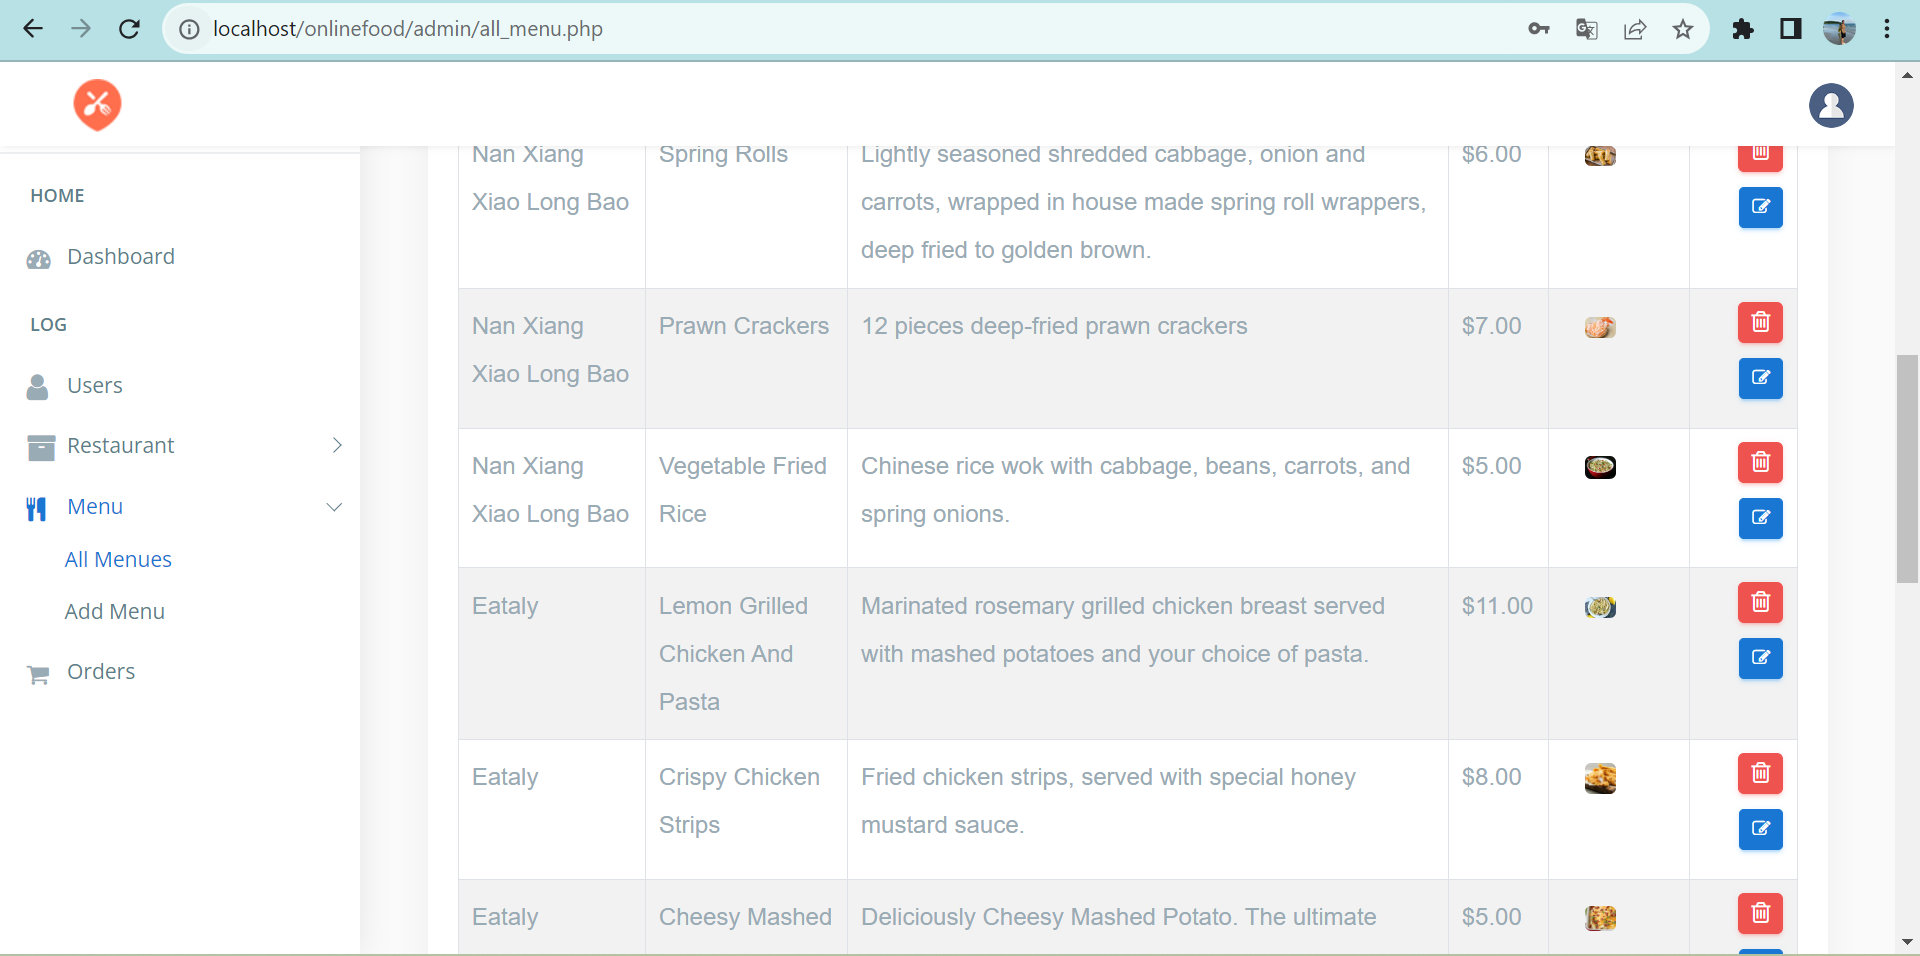 localhost/onlinefood/admin/all_menu.php
HOME
Dashboard
LOG
Users
Restaurant
Menu
All Menues
Add Menu
Orders
Nan Xiang
Xiao Long Bao
Spring Rolls
Lightly seasoned shredded cabbage, onion and
carrots, wrapped in house made spring roll wrappers,
deep fried to golden brown.
$6.00
Nan Xiang
Xiao Long Bao
Prawn Crackers
12 pieces deep-fried prawn crackers
$7.00
Nan Xiang
Xiao Long Bao
Vegetable Fried
Rice
Chinese rice wok with cabbage, beans, carrots, and
spring onions.
$5.00
Eataly
Lemon Grilled
Chicken And
Pasta
Marinated rosemary grilled chicken breast served
with mashed potatoes and your choice of pasta.
$11.00
Eataly
Crispy Chicken
Strips
Fried chicken strips, served with special honey
mustard sauce.
$8.00
Eataly
Cheesy Mashed
Deliciously Cheesy Mashed Potato. The ultimate
$5.00